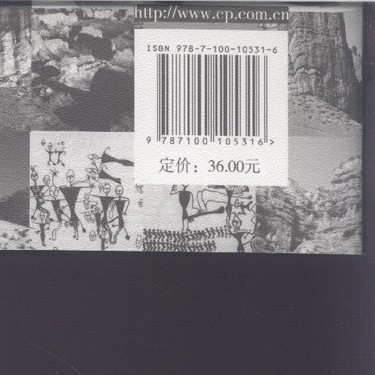 http://www.cp.com.cn
ISBN 978-7-100-10531-6
9 787100 105316 >
定价：36.00元